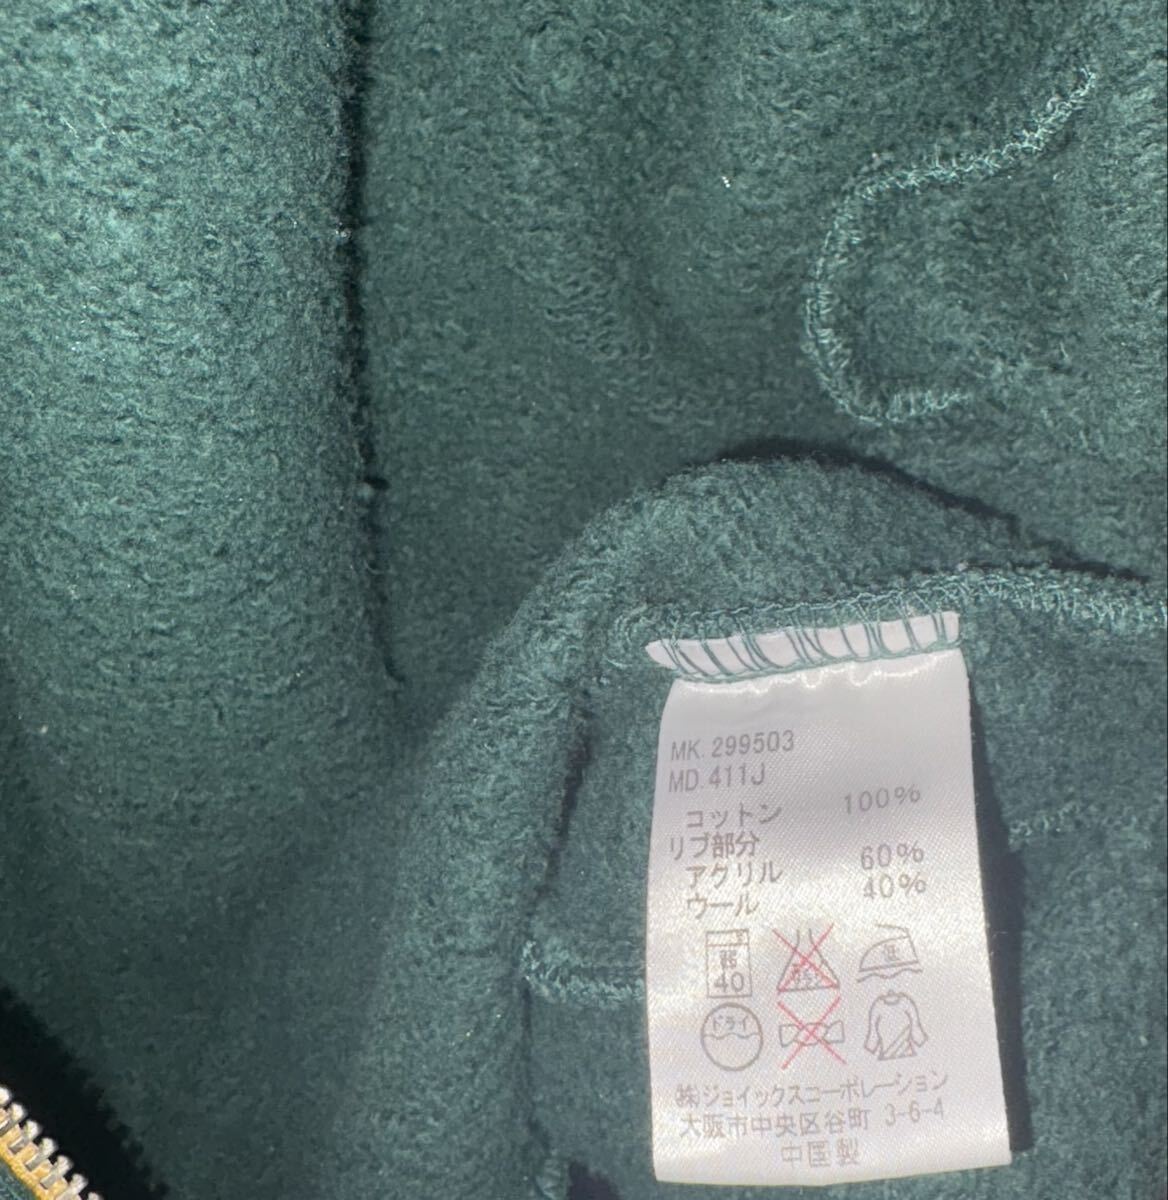 MK. 299503
MD. 411J
コットン 100%
リブ部分
アクリル 60%
ウール 40%
40
ドライ
㈱ジョイックスコーポレーション
大阪市中央区谷町 3-6-4
中国製